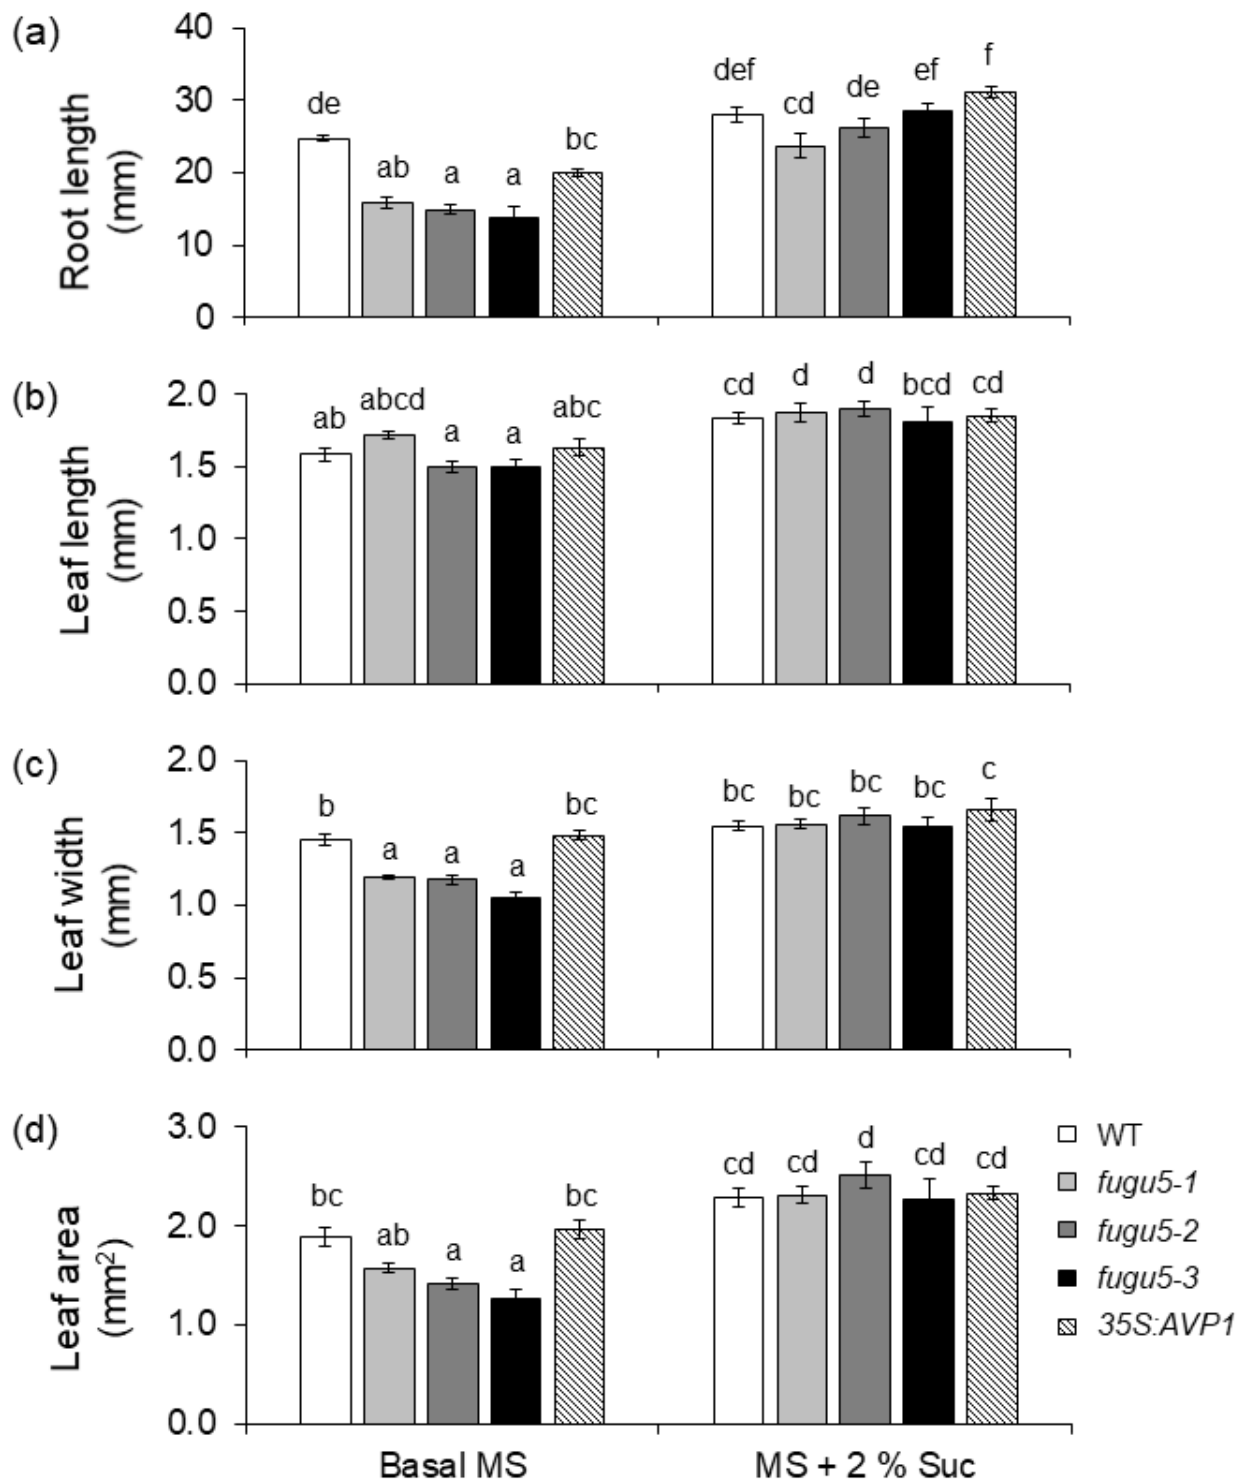 (a)
Root length
(mm)
40
30
20
10
0
de
ab
a
a
bc
def
cd
de
ef
f
(b)
Leaf length
(mm)
2.0
1.5
1.0
0.5
0.0
ab
abcd
a
a
abc
cd
d
d
bcd
cd
(c)
Leaf width
(mm)
2.0
1.5
1.0
0.5
0.0
b
a
a
a
bc
bc
bc
bc
bc
c
(d)
Leaf area
(mm²)
3.0
2.0
1.0
0.0
bc
ab
a
a
bc
cd
cd
d
cd
cd
WT
fugu5-1
fugu5-2
fugu5-3
35S:AVP1
Basal MS
MS + 2 % Suc